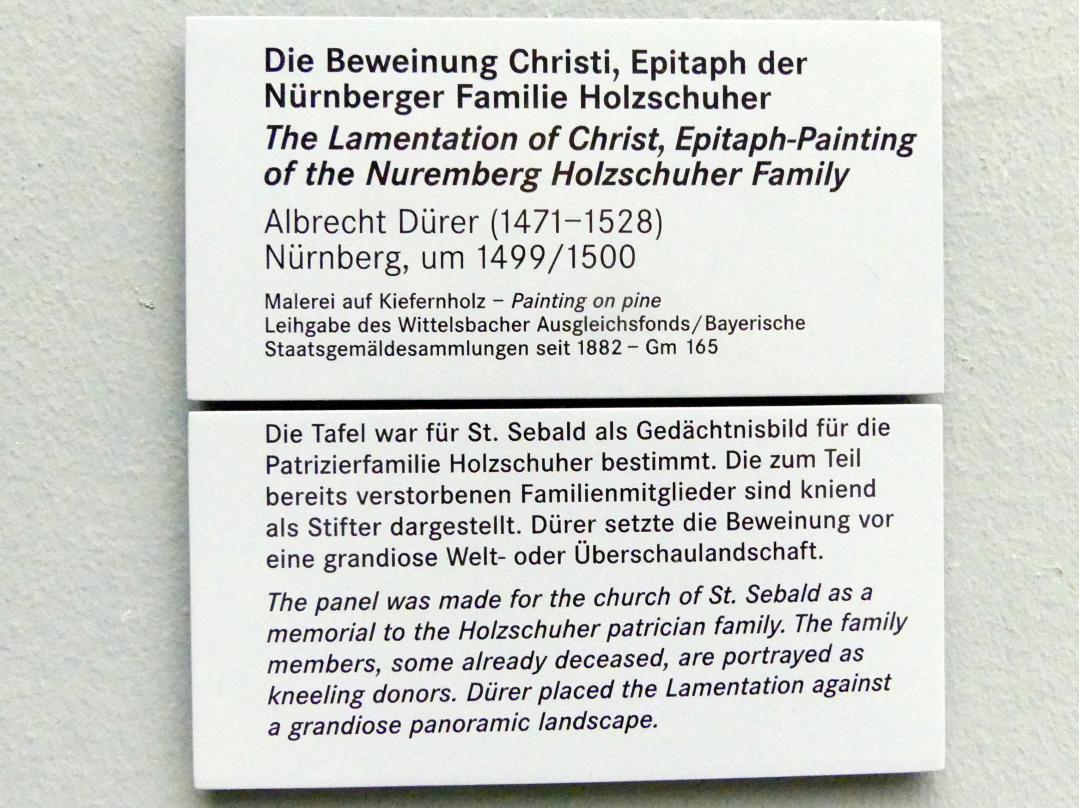 Die Beweinung Christi, Epitaph der
Nürnberger Familie Holzschuher
The Lamentation of Christ, Epitaph-Painting
of the Nuremberg Holzschuher Family
Albrecht Dürer (1471–1528)
Nürnberg, um 1499/1500
Malerei auf Kiefernholz – Painting on pine
Leihgabe des Wittelsbacher Ausgleichsfonds/Bayerische
Staatsgemäldesammlungen seit 1882 – Gm 165
Die Tafel war für St. Sebald als Gedächtnisbild für die
Patrizierfamilie Holzschuher bestimmt. Die zum Teil
bereits verstorbenen Familienmitglieder sind kniend
als Stifter dargestellt. Dürer setzte die Beweinung vor
eine grandiose Welt- oder Überschaulandschaft.
The panel was made for the church of St. Sebald as a
memorial to the Holzschuher patrician family. The family
members, some already deceased, are portrayed as
kneeling donors. Dürer placed the Lamentation against
a grandiose panoramic landscape.